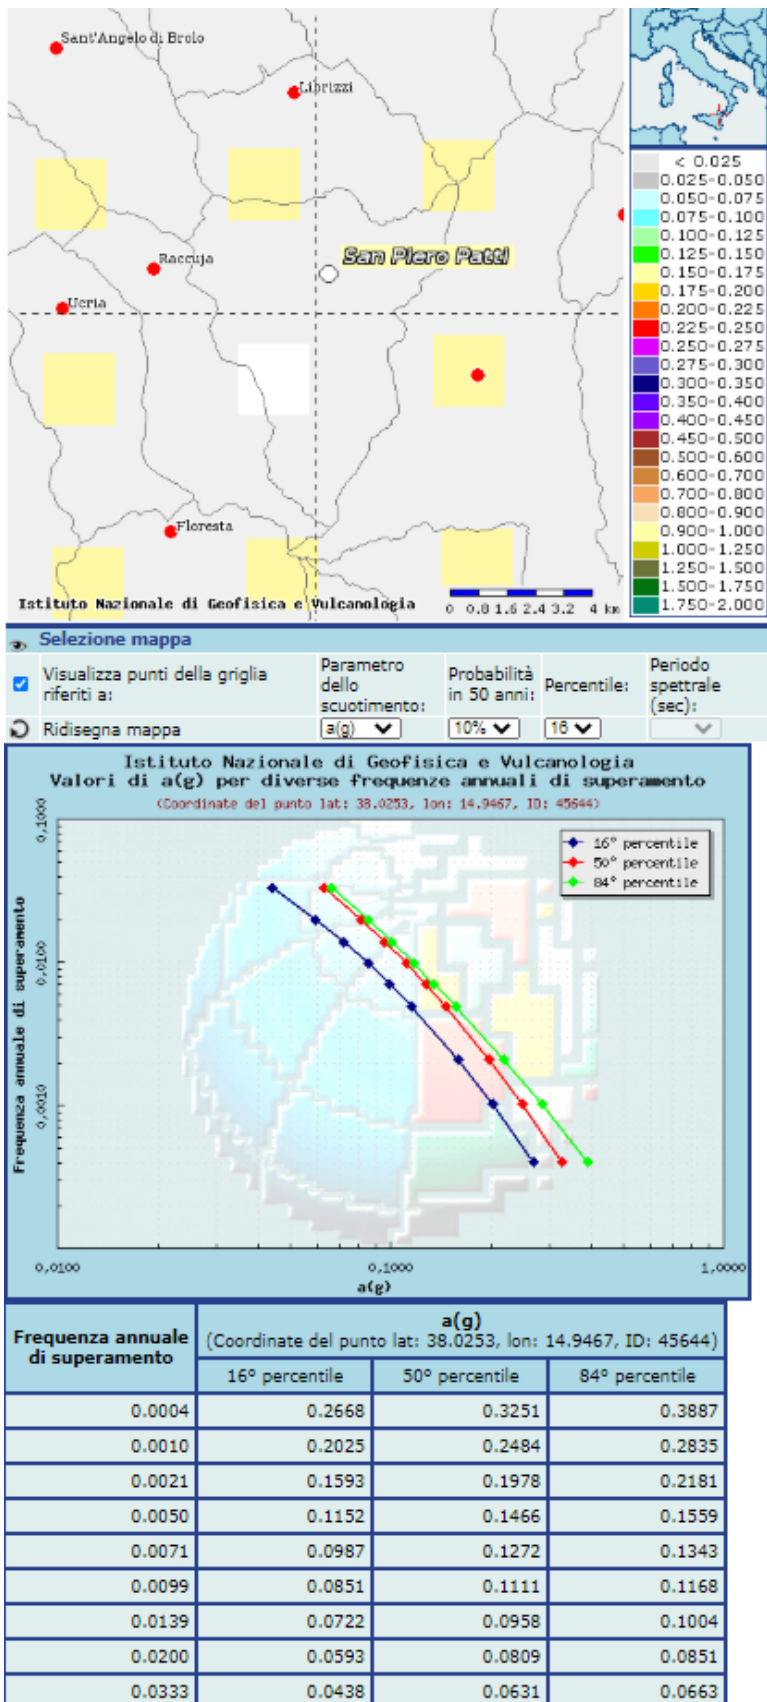 Sant'Angelo di Brolo
Librizzi
San Piero Patti
Raccuja
Ucria
Floresta
Istituto Nazionale di Geofisica e Vulcanologia
0 0.8 1.6 2.4 3.2 4 km
< 0.025
0.025-0.050
0.050-0.075
0.075-0.100
0.100-0.125
0.125-0.150
0.150-0.175
0.175-0.200
0.200-0.225
0.225-0.250
0.250-0.275
0.275-0.300
0.300-0.350
0.350-0.400
0.400-0.450
0.450-0.500
0.500-0.600
0.600-0.700
0.700-0.800
0.800-0.900
0.900-1.000
1.000-1.250
1.250-1.500
1.500-1.750
1.750-2.000
Selezione mappa
Visualizza punti della griglia riferiti a:
Parametro dello scuotimento:
Probabilità in 50 anni:
Percentile:
Periodo spettrale (sec):
Ridisegna mappa
a(g)
10%
16
Istituto Nazionale di Geofisica e Vulcanologia
Valori di a(g) per diverse frequenze annuali di superamento
(Coordinate del punto lat: 38.0253, lon: 14.9467, ID: 45644)
16° percentile
50° percentile
84° percentile
Frequenza annuale di superamento
0,1000
0,0100
0,0010
0,0100 0,1000 1,0000
a(g)
Frequenza annuale di superamento
a(g)
(Coordinate del punto lat: 38.0253, lon: 14.9467, ID: 45644)
16° percentile 50° percentile 84° percentile
0.0004 0.2668 0.3251 0.3887
0.0010 0.2025 0.2484 0.2835
0.0021 0.1593 0.1978 0.2181
0.0050 0.1152 0.1466 0.1559
0.0071 0.0987 0.1272 0.1343
0.0099 0.0851 0.1111 0.1168
0.0139 0.0722 0.0958 0.1004
0.0200 0.0593 0.0809 0.0851
0.0333 0.0438 0.0631 0.0663